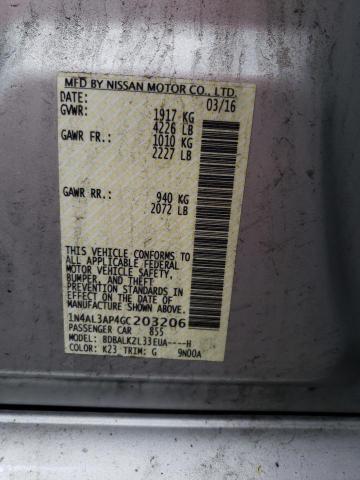 MFD BY NISSAN MOTOR CO., LTD.
DATE: 03/16
GVWR: 1917 KG
4226 LB
GAWR FR: 1010 KG
2227 LB
GAWR RR: 940 KG
2072 LB
THIS VEHICLE CONFORMS TO
ALL APPLICABLE FEDERAL
MOTOR VEHICLE SAFETY,
BUMPER, AND THEFT
PREVENTION STANDARDS
IN EFFECT ON THE DATE OF
MANUFACTURE SHOWN ABOVE.
1N4AL3AP4GC203206
PASSENGER CAR 855
MODEL: BDBALK2L33EUA----H
COLOR: K23 TRIM: G 9N00A